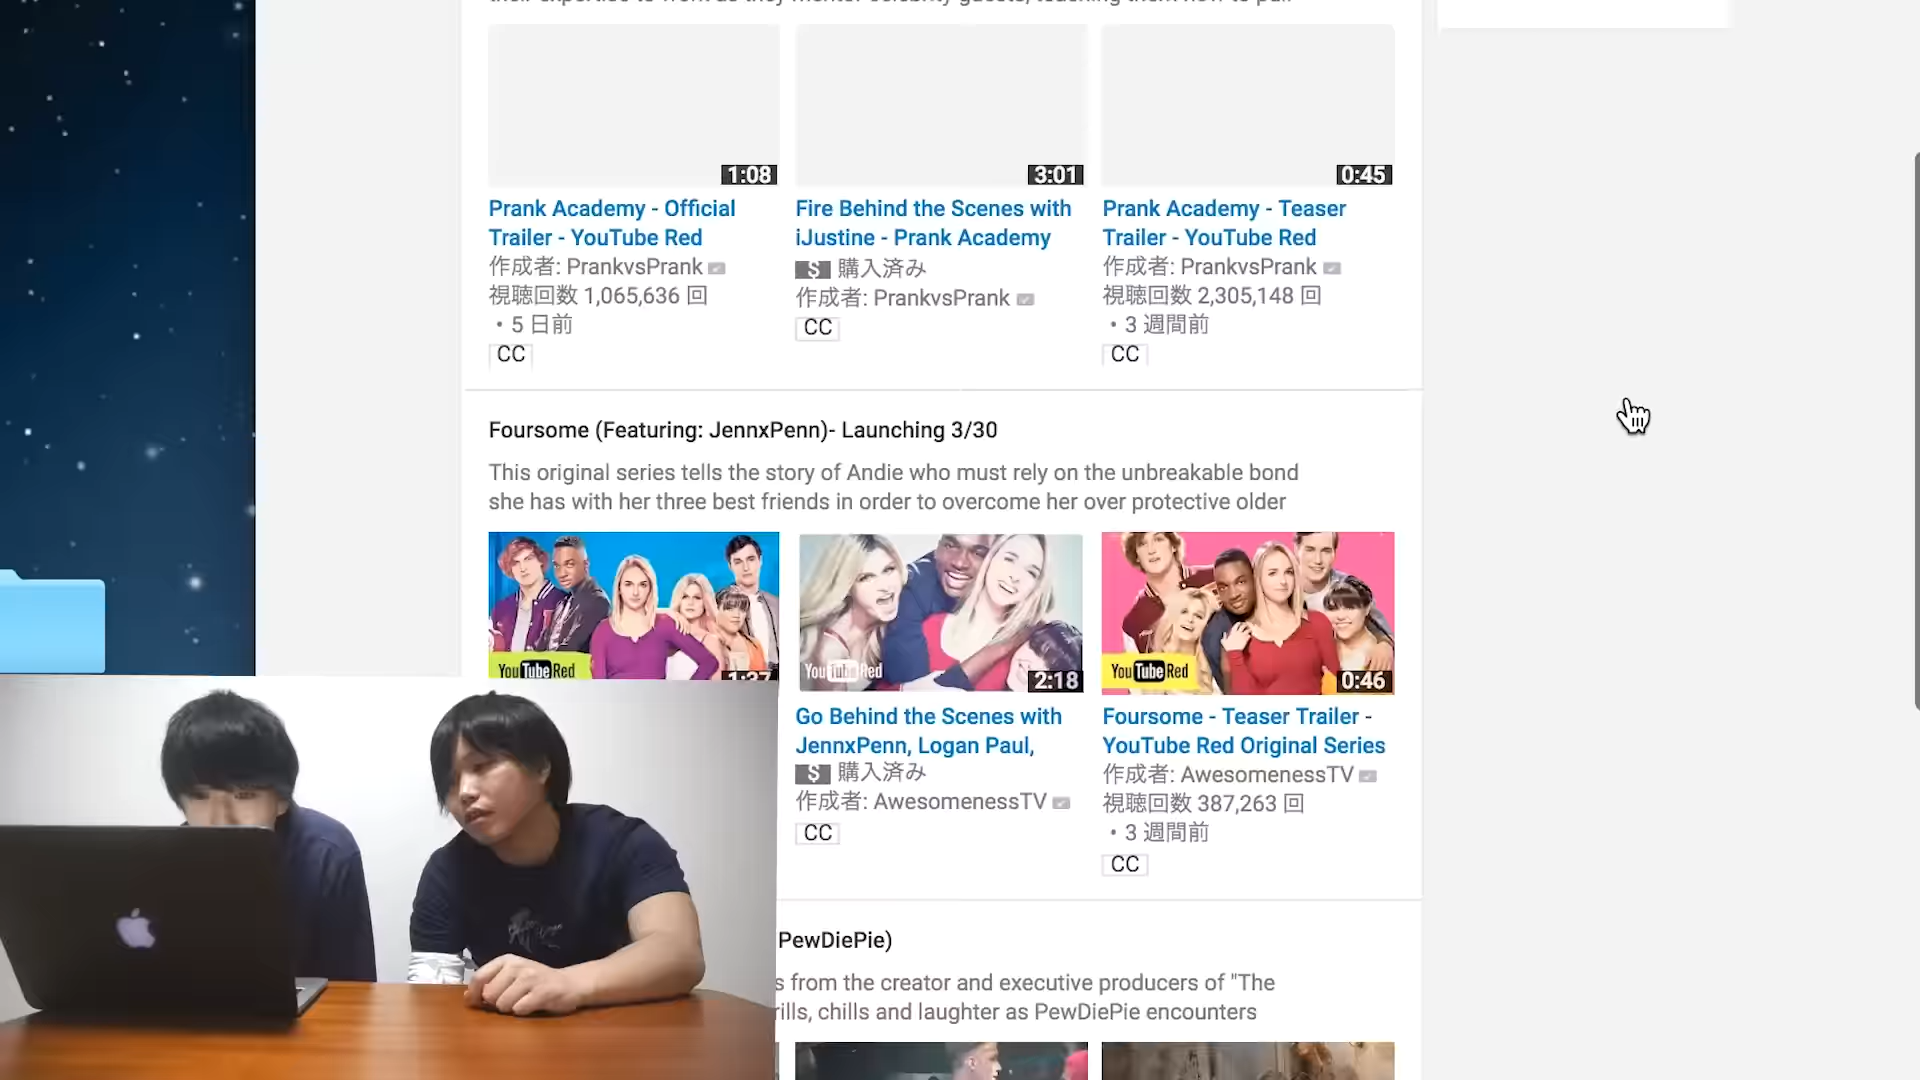 1:08
3:01
0:45
Prank Academy - Official
Trailer - YouTube Red
作成者: PrankvsPrank
視聴回数 1,065,636 回
・5 日前
CC
Fire Behind the Scenes with
iJustine - Prank Academy
$ 購入済み
作成者: PrankvsPrank
CC
Prank Academy - Teaser
Trailer - YouTube Red
作成者: PrankvsPrank
視聴回数 2,305,148 回
・3 週間前
CC
Foursome (Featuring: JennxPenn)- Launching 3/30
This original series tells the story of Andie who must rely on the unbreakable bond
she has with her three best friends in order to overcome her over protective older
YouTube Red
1:37
YouTube Red
2:18
YouTube Red
0:46
Go Behind the Scenes with
JennxPenn, Logan Paul,
$ 購入済み
作成者: AwesomenessTV
CC
Foursome - Teaser Trailer -
YouTube Red Original Series
作成者: AwesomenessTV
視聴回数 387,263 回
・3 週間前
CC
PewDiePie)
s from the creator and executive producers of "The
rills, chills and laughter as PewDiePie encounters